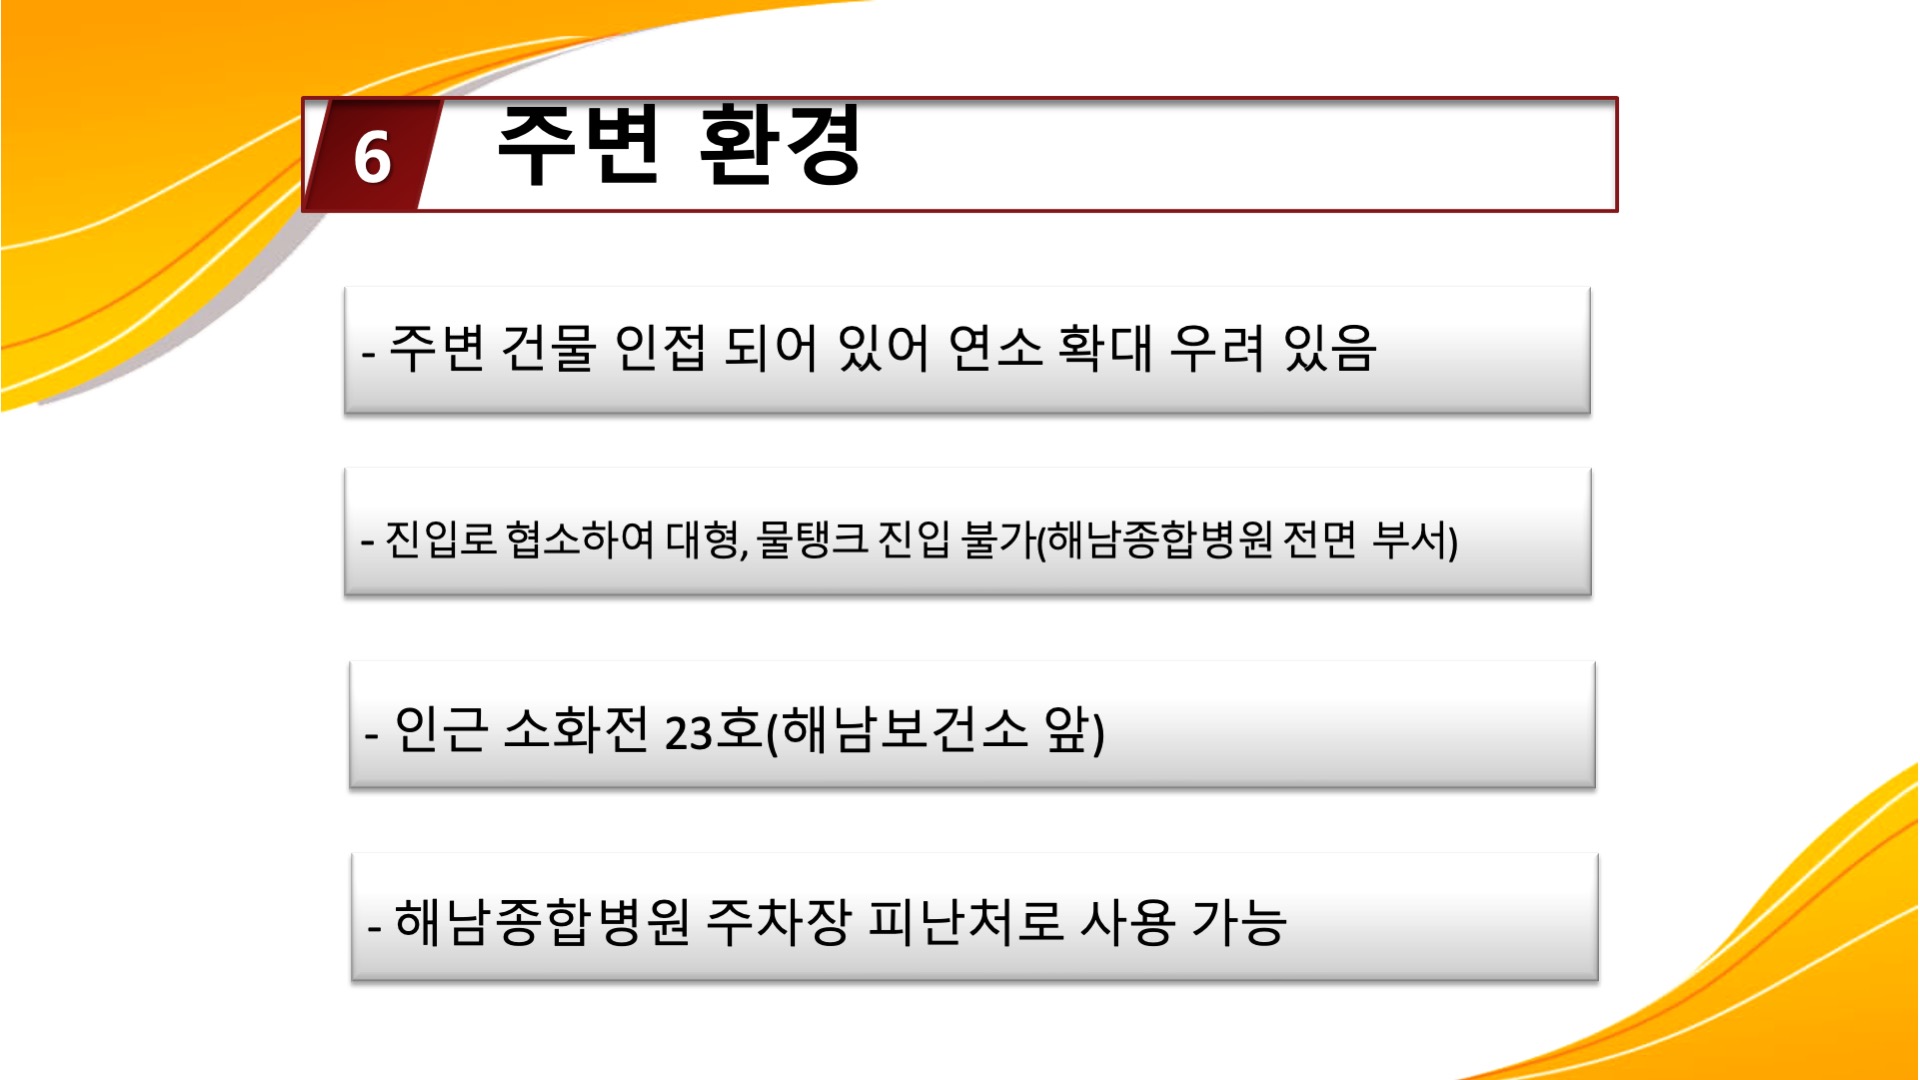 6 주변 환경
- 주변 건물 인접 되어 있어 연소 확대 우려 있음
- 진입로 협소하여 대형, 물탱크 진입 불가(해남종합병원 전면 부서)
- 인근 소화전 23호(해남보건소 앞)
- 해남종합병원 주차장 피난처로 사용 가능